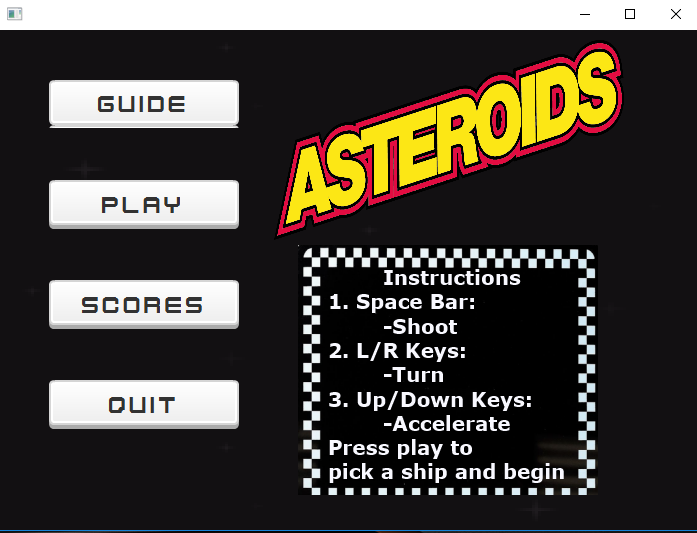 GUIDE
PLAY
SCORES
QUIT
ASTEROIDS
Instructions
1. Space Bar:
-Shoot
2. L/R Keys:
-Turn
3. Up/Down Keys:
-Accelerate
Press play to
pick a ship and begin